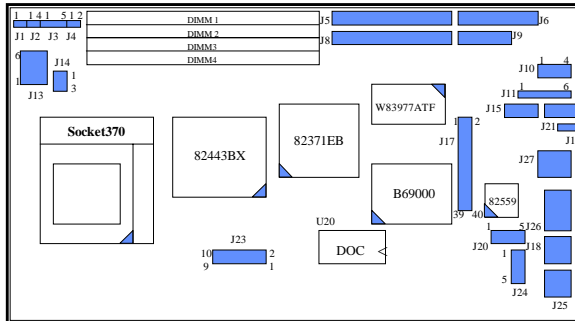 1 1 4 1 5 1 2
J1 J2 J3 J4
DIMM 1
DIMM 2
DIMM3
DIMM4
J5
J8
J6
J9
6
1
J13
J14
1
3
J10
1 4
J11
1 6
J15
J21
J1
W83977ATF
1 2
J17
39 40
Socket370
82443BX
82371EB
B69000
82559
J27
J26
U20
DOC
J23
10 2
9 1
1 5
J20
J18
1
5
J24
J25